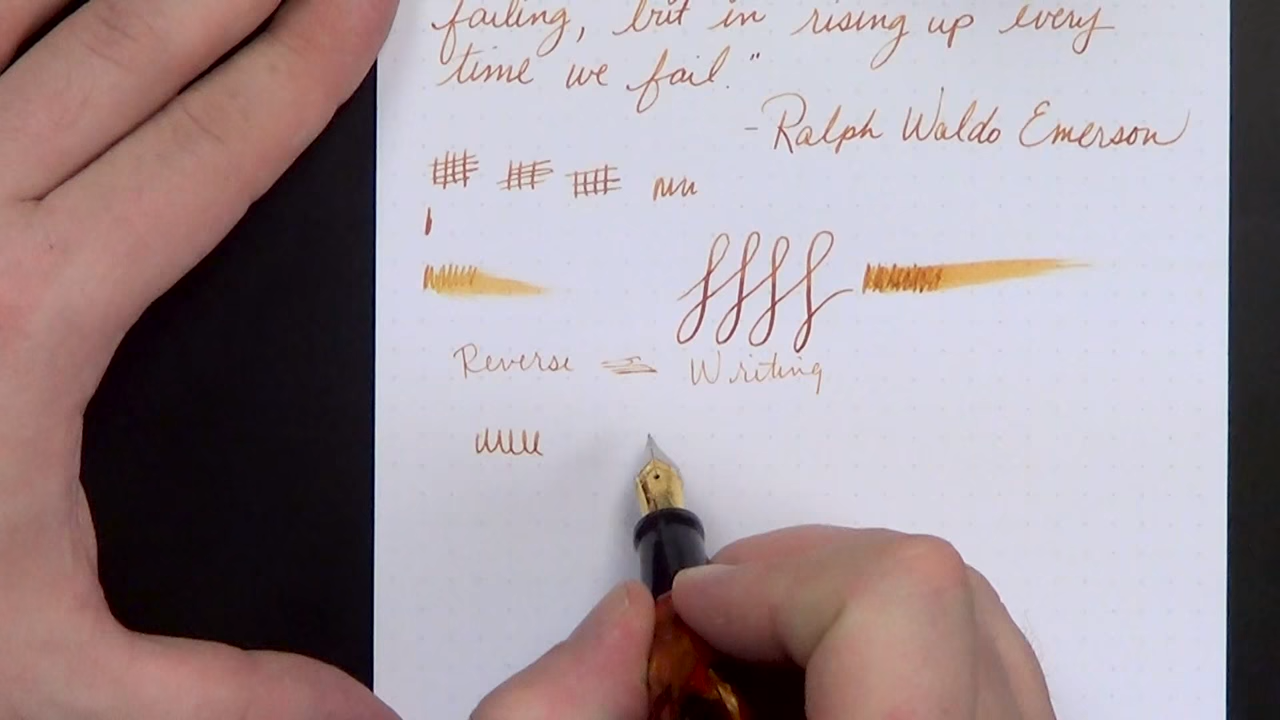 failing, but in rising up every
time we fail."
-Ralph Waldo Emerson
Reverse = Writing